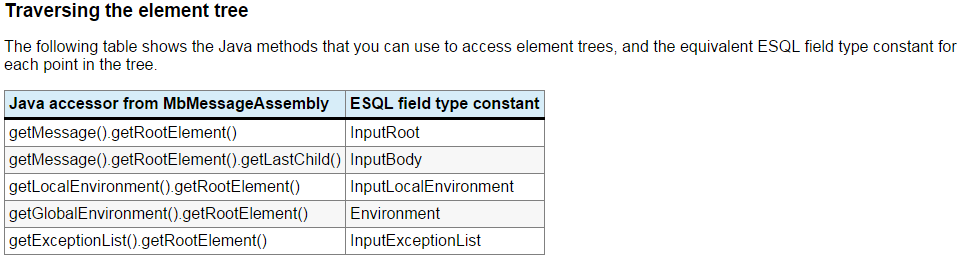 Traversing the element tree
The following table shows the Java methods that you can use to access element trees, and the equivalent ESQL field type constant for
each point in the tree.
Java accessor from MbMessageAssembly ESQL field type constant
getMessage().getRootElement() InputRoot
getMessage().getRootElement().getLastChild() InputBody
getLocalEnvironment().getRootElement() InputLocalEnvironment
getGlobalEnvironment().getRootElement() Environment
getExceptionList().getRootElement() InputExceptionList